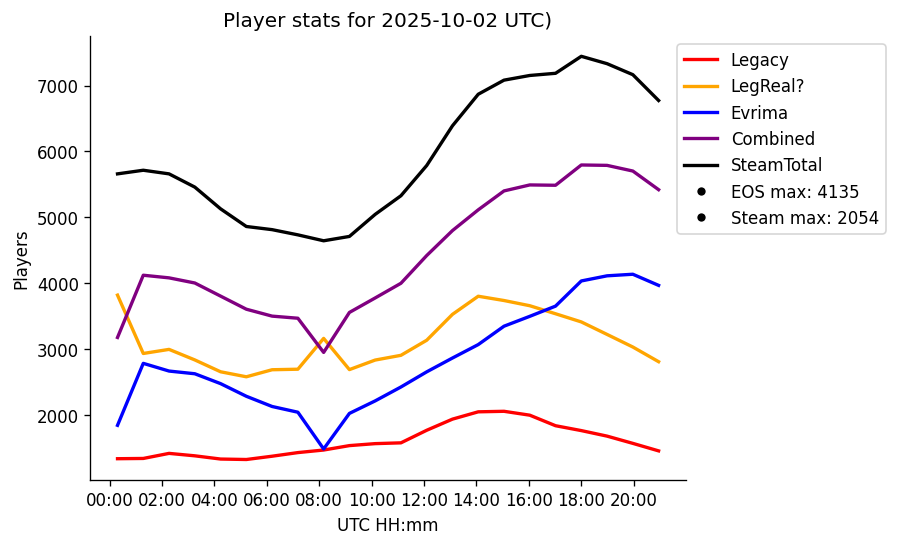 Player stats for 2025-10-02 UTC)
Legacy
LegReal?
Evrima
Combined
SteamTotal
EOS max: 4135
Steam max: 2054
Players
7000
6000
5000
4000
3000
2000
00:00 02:00 04:00 06:00 08:00 10:00 12:00 14:00 16:00 18:00 20:00
UTC HH:mm